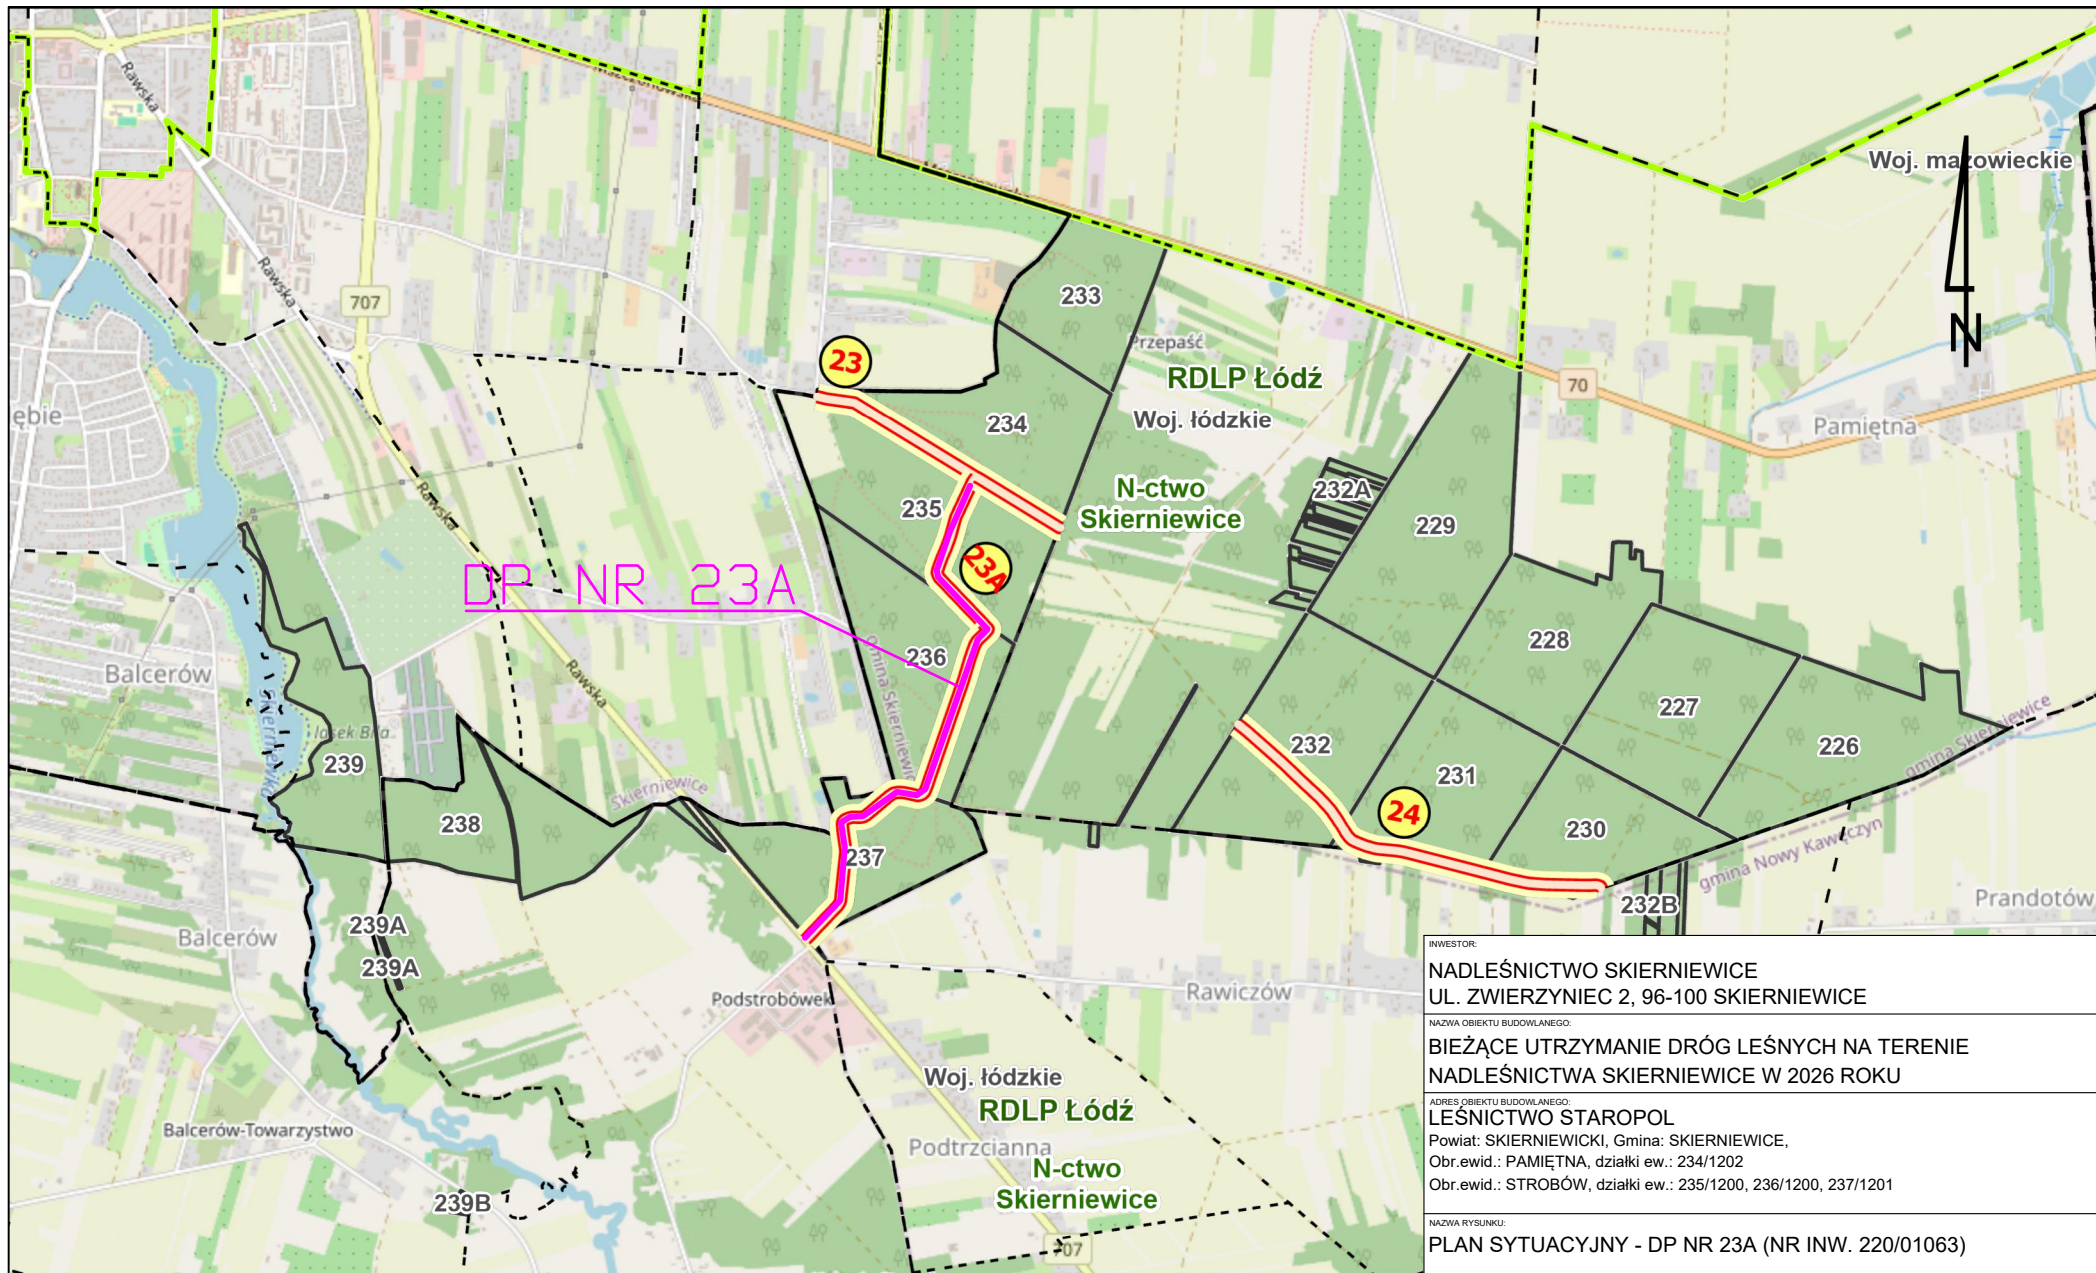 Rawska
Woj. mazowieckie
Rawska
707
233
N
Przepaść
23
RDLP Łódź
70
ębie
234
Woj. łódzkie
Pamiętna
N-ctwo
Skierniewice
232A
235
229
Rawska
23A
DP NR 23A
228
236
Gmina Skierniewice
Balcerów
Rawska
Skierniewka
lasek Bila
227
gmina Skierniewice
239
232
226
231
Skierniewice
24
238
230
237
gmina Nowy Kawęczyn
232B
Prandotów
239A
Balcerów
239A
Podstrobówek
Rawiczów
INWESTOR:
NADLEŚNICTWO SKIERNIEWICE
UL. ZWIERZYNIEC 2, 96-100 SKIERNIEWICE
NAZWA OBIEKTU BUDOWLANEGO:
BIEŻĄCE UTRZYMANIE DRÓG LEŚNYCH NA TERENIE
NADLEŚNICTWA SKIERNIEWICE W 2026 ROKU
Woj. łódzkie
RDLP Łódź
Balcerów-Towarzystwo
Podtrzcianna
N-ctwo
Skierniewice
239B
707
ADRES OBIEKTU BUDOWLANEGO:
LEŚNICTWO STAROPOL
Powiat: SKIERNIEWICKI, Gmina: SKIERNIEWICE,
Obr.ewid.: PAMIĘTNA, działki ew.: 234/1202
Obr.ewid.: STROBÓW, działki ew.: 235/1200, 236/1200, 237/1201
NAZWA RYSUNKU:
PLAN SYTUACYJNY - DP NR 23A (NR INW. 220/01063)